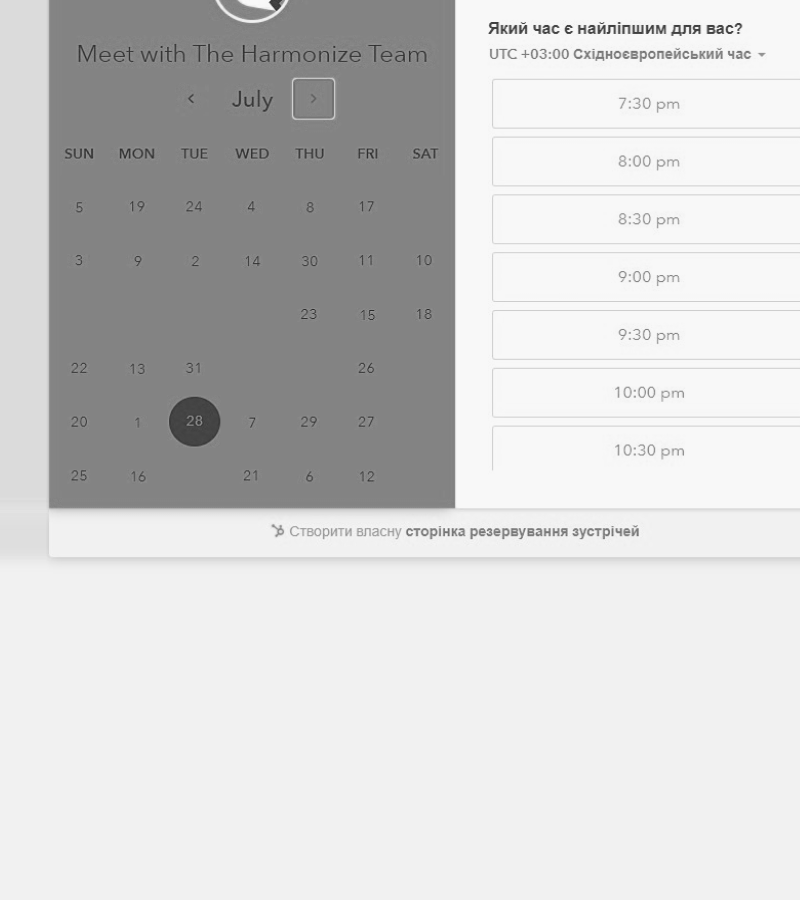 Meet with The Harmonize Team
July
SUN MON TUE WED THU FRI SAT
5 19 24 4 8 17
3 9 2 14 30 11 10
23 15 18
22 13 31 26
20 1 28 7 29 27
25 16 21 6 12
Який час є найліпшим для вас?
UTC +03:00 Східноєвропейський час
7:30 pm
8:00 pm
8:30 pm
9:00 pm
9:30 pm
10:00 pm
10:30 pm
Створити власну сторінка резервування зустрічей